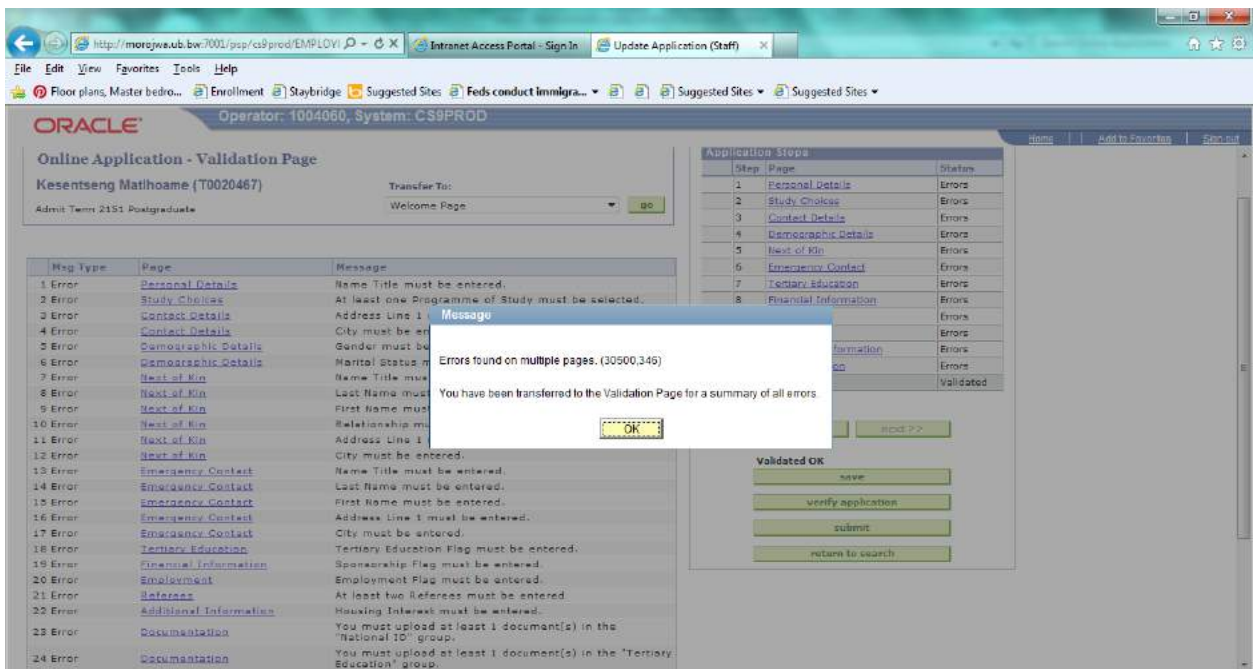 http://morojwa.ub.bw:7001/psp/cs9prod/EMPLOYI
Intranet Access Portal - Sign In
Update Application (Staff)
File Edit View Favorites Tools Help
Floor plans, Master bedro... Enrollment Staybridge Suggested Sites Feds conduct immigra... Suggested Sites Suggested Sites
ORACLE
Operator: 1004060, System: CS9PROD
Home Add to Favorites Sign out
Online Application - Validation Page
Kesentseng Matlhoame (T0020467)
Transfer To:
Admit Term 2151 Postgraduate
Welcome Page go
Msg Type Page Message
1 Error Personal Details Name Title must be entered.
2 Error Study Choices At least one Programme of Study must be selected.
3 Error Contact Details Address Line 1
4 Error Contact Details City must be en
5 Error Demographic Details Gender must be
6 Error Demographic Details Marital Status m
7 Error Next of Kin Name Title mus
8 Error Next of Kin Last Name must
9 Error Next of Kin First Name must
10 Error Next of Kin Relationship mu
11 Error Next of Kin Address Line 1
12 Error Next of Kin City must be entered.
13 Error Emergency Contact Name Title must be entered.
14 Error Emergency Contact Last Name must be entered.
15 Error Emergency Contact First Name must be entered.
16 Error Emergency Contact Address Line 1 must be entered.
17 Error Emergency Contact City must be entered.
18 Error Tertiary Education Tertiary Education Flag must be entered.
19 Error Financial Information Sponsorship Flag must be entered.
20 Error Employment Employment Flag must be entered.
21 Error Referees At least two Referees must be entered
22 Error Additional Information Housing Interest must be entered.
23 Error Documentation You must upload at least 1 document(s) in the
"National ID" group.
24 Error Documentation You must upload at least 1 document(s) in the "Tertiary
Education" group.
Application Steps
Step Page Status
1 Personal Details Errors
2 Study Choices Errors
3 Contact Details Errors
4 Demographic Details Errors
5 Next of Kin Errors
6 Emergency Contact Errors
7 Tertiary Education Errors
8 Financial Information Errors
Errors
Errors
formation Errors
on Errors
Validated
next >>
Validated OK
save
verify application
submit
return to search
Message
Errors found on multiple pages. (30500,346)
You have been transferred to the Validation Page for a summary of all errors.
OK